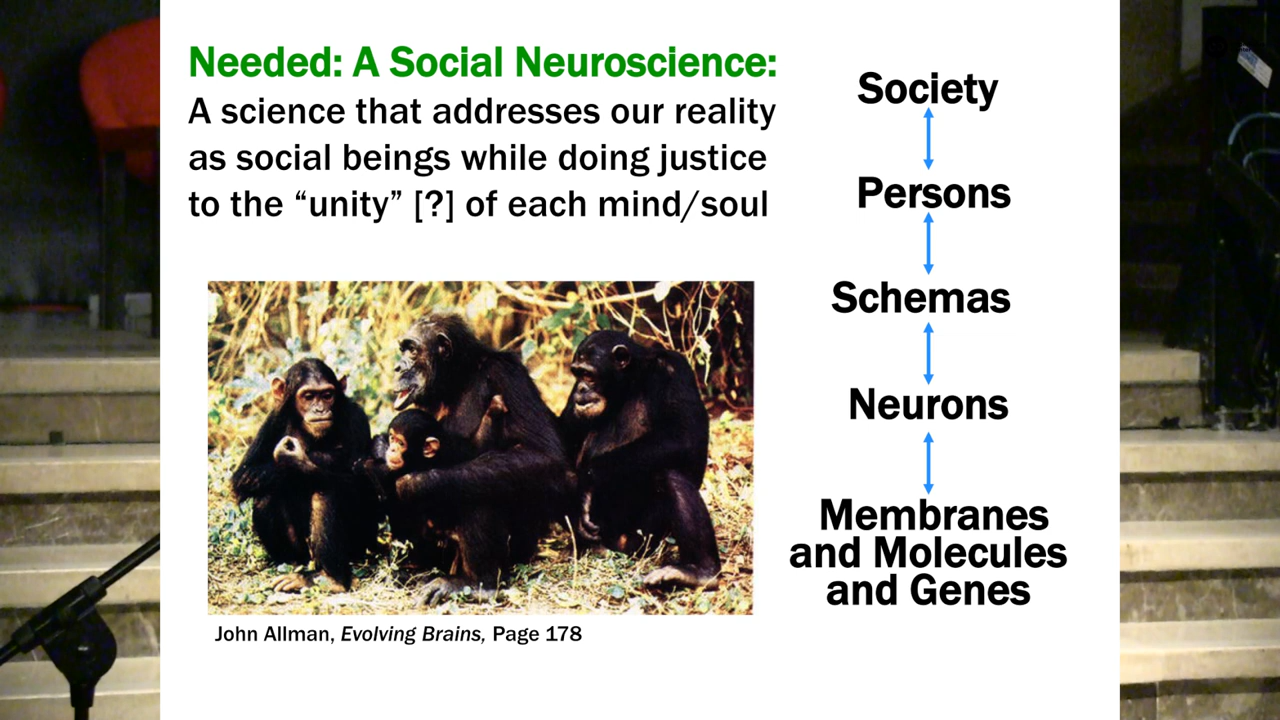 Needed: A Social Neuroscience:
A science that addresses our reality
as social beings while doing justice
to the “unity” [?] of each mind/soul
John Allman, Evolving Brains, Page 178
Society
Persons
Schemas
Neurons
Membranes
and Molecules
and Genes